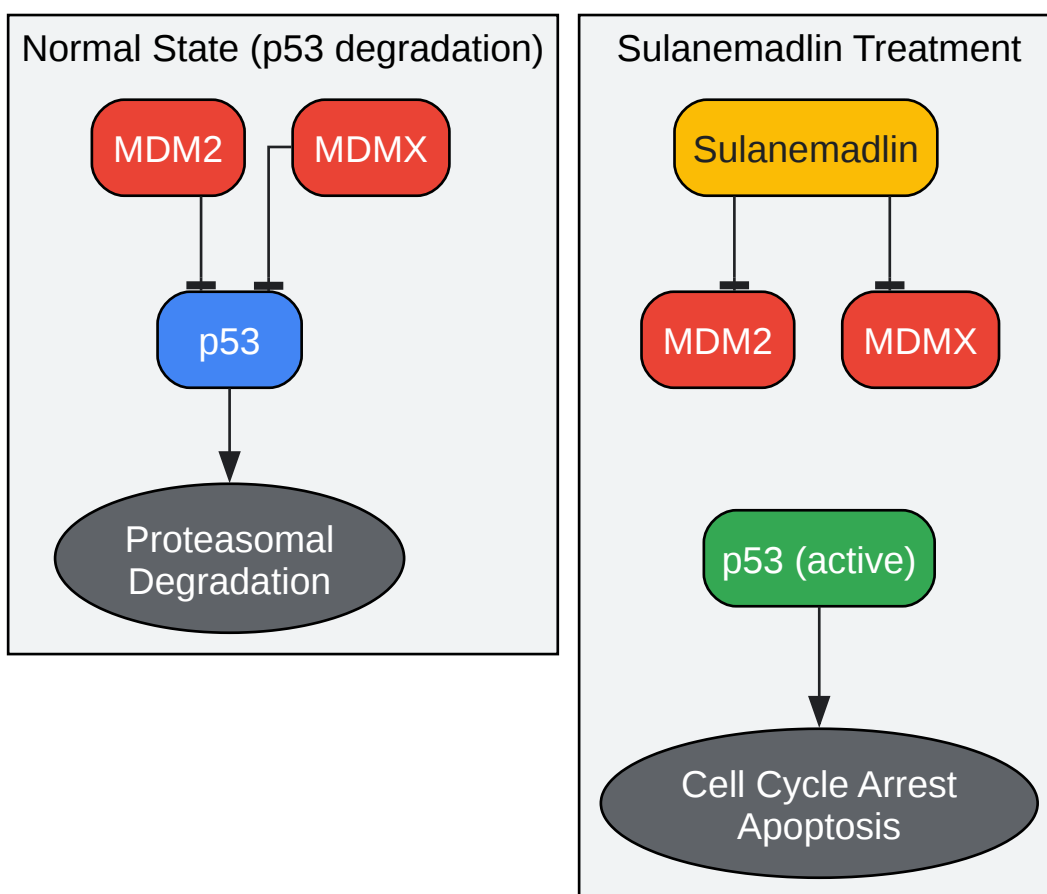 Normal State (p53 degradation)
MDM2
MDMX
p53
Proteasomal
Degradation
Sulanemadlin Treatment
Sulanemadlin
MDM2
MDMX
p53 (active)
Cell Cycle Arrest
Apoptosis